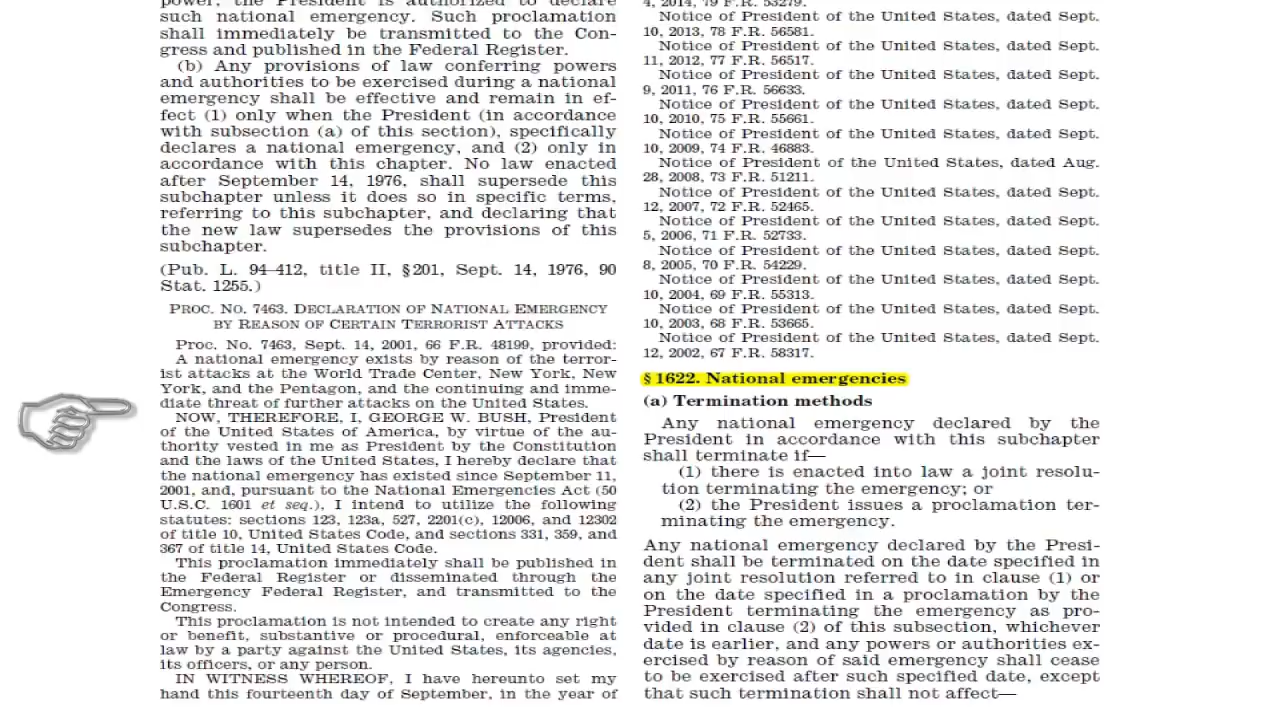 power, the President is authorized to declare
such national emergency. Such proclamation
shall immediately be transmitted to the Con-
gress and published in the Federal Register.
(b) Any provisions of law conferring powers
and authorities to be exercised during a national
emergency shall be effective and remain in ef-
fect (1) only when the President (in accordance
with subsection (a) of this section), specifically
declares a national emergency, and (2) only in
accordance with this chapter. No law enacted
after September 14, 1976, shall supersede this
subchapter unless it does so in specific terms,
referring to this subchapter, and declaring that
the new law supersedes the provisions of this
subchapter.
(Pub. L. 94–412, title II, § 201, Sept. 14, 1976, 90
Stat. 1255.)
PROC. NO. 7463. DECLARATION OF NATIONAL EMERGENCY
BY REASON OF CERTAIN TERRORIST ATTACKS
Proc. No. 7463, Sept. 14, 2001, 66 F.R. 48199, provided:
A national emergency exists by reason of the terror-
ist attacks at the World Trade Center, New York, New
York, and the Pentagon, and the continuing and imme-
diate threat of further attacks on the United States.
NOW, THEREFORE, I, GEORGE W. BUSH, President
of the United States of America, by virtue of the au-
thority vested in me as President by the Constitution
and the laws of the United States, I hereby declare that
the national emergency has existed since September 11,
2001, and, pursuant to the National Emergencies Act (50
U.S.C. 1601 et seq.), I intend to utilize the following
statutes: sections 123, 123a, 527, 2201(c), 12006, and 12302
of title 10, United States Code, and sections 331, 359, and
367 of title 14, United States Code.
This proclamation immediately shall be published in
the Federal Register or disseminated through the
Emergency Federal Register, and transmitted to the
Congress.
This proclamation is not intended to create any right
or benefit, substantive or procedural, enforceable at
law by a party against the United States, its agencies,
its officers, or any person.
IN WITNESS WHEREOF, I have hereunto set my
hand this fourteenth day of September, in the year of
4, 2014, 79 F.R. 53279.
Notice of President of the United States, dated Sept.
10, 2013, 78 F.R. 56581.
Notice of President of the United States, dated Sept.
11, 2012, 77 F.R. 56517.
Notice of President of the United States, dated Sept.
9, 2011, 76 F.R. 56633.
Notice of President of the United States, dated Sept.
10, 2010, 75 F.R. 55661.
Notice of President of the United States, dated Sept.
10, 2009, 74 F.R. 46883.
Notice of President of the United States, dated Aug.
28, 2008, 73 F.R. 51211.
Notice of President of the United States, dated Sept.
12, 2007, 72 F.R. 52465.
Notice of President of the United States, dated Sept.
5, 2006, 71 F.R. 52733.
Notice of President of the United States, dated Sept.
8, 2005, 70 F.R. 54229.
Notice of President of the United States, dated Sept.
10, 2004, 69 F.R. 55313.
Notice of President of the United States, dated Sept.
10, 2003, 68 F.R. 53665.
Notice of President of the United States, dated Sept.
12, 2002, 67 F.R. 58317.
§ 1622. National emergencies
(a) Termination methods
Any national emergency declared by the
President in accordance with this subchapter
shall terminate if—
(1) there is enacted into law a joint resolu-
tion terminating the emergency; or
(2) the President issues a proclamation ter-
minating the emergency.
Any national emergency declared by the Presi-
dent shall be terminated on the date specified in
any joint resolution referred to in clause (1) or
on the date specified in a proclamation by the
President terminating the emergency as pro-
vided in clause (2) of this subsection, whichever
date is earlier, and any powers or authorities ex-
ercised by reason of said emergency shall cease
to be exercised after such specified date, except
that such termination shall not affect—